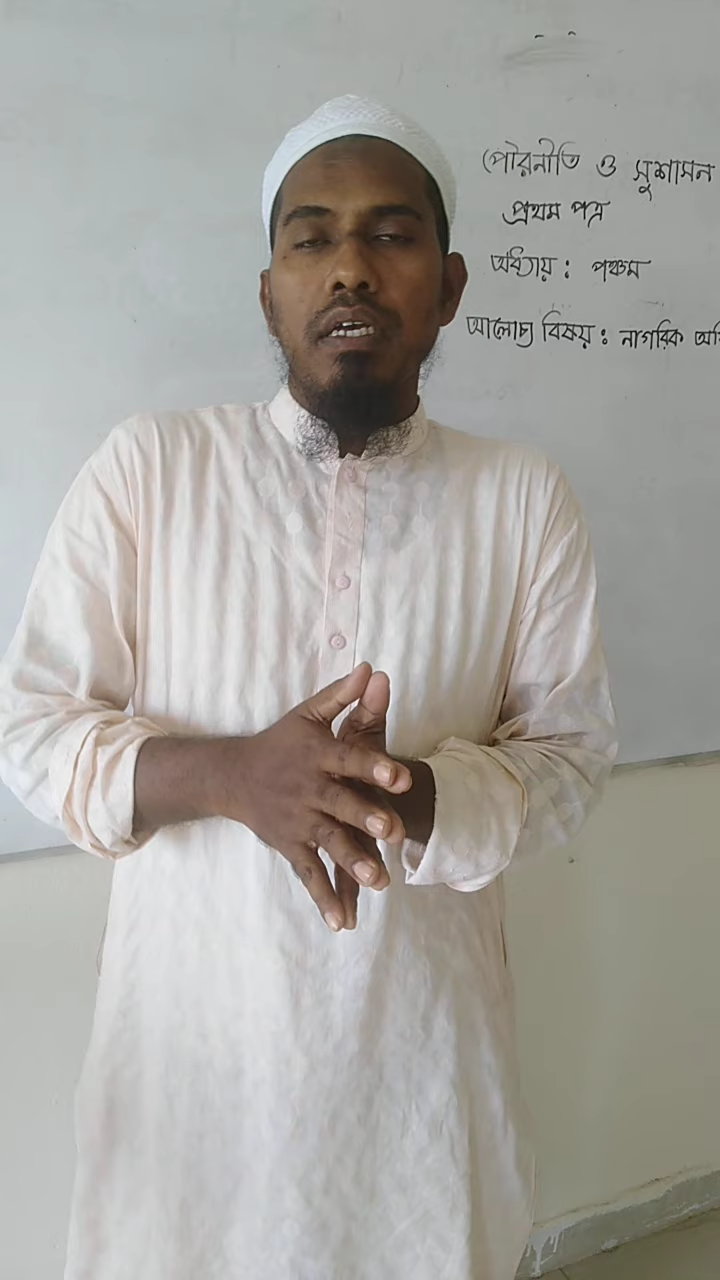 পৌরনীতি ও সুশাসন
প্রথম পত্র
অধ্যায় : পঞ্চম
আলোচ্য বিষয় : নাগরিক